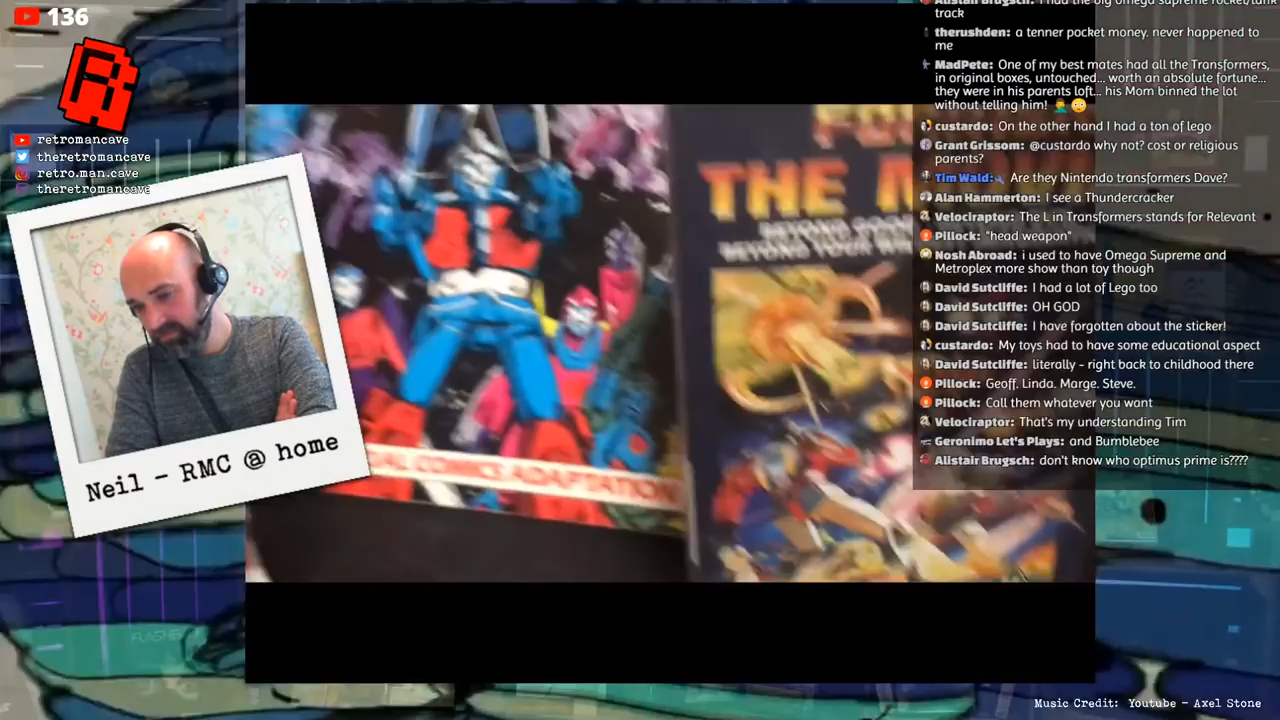 136
R
retromancave
theretromancave
retro.man.cave
theretromancave
Neil - RMC @ home
THE
BEYOND
BEYOND YOUR
COMICS ADAPTATION
track
therushden: a tenner pocket money. never happened to
me
MadPete: One of my best mates had all the Transformers,
in original boxes, untouched... worth an absolute fortune...
they were in his parents loft... his Mom binned the lot
without telling him! 🤦‍♂️ 😳
custardo: On the other hand I had a ton of lego
Grant Grissom: @custardo why not? cost or religious
parents?
Tim Wald: Are they Nintendo transformers Dave?
Alan Hammerton: I see a Thundercracker
Velociraptor: The L in Transformers stands for Relevant
Pillock: "head weapon"
Nosh Abroad: i used to have Omega Supreme and
Metroplex more show than toy though
David Sutcliffe: I had a lot of Lego too
David Sutcliffe: OH GOD
David Sutcliffe: I have forgotten about the sticker!
custardo: My toys had to have some educational aspect
David Sutcliffe: literally - right back to childhood there
Pillock: Geoff. Linda. Marge. Steve.
Pillock: Call them whatever you want
Velociraptor: That's my understanding Tim
Geronimo Let's Plays: and Bumblebee
Alistair Brugsch: don't know who optimus prime is????
Music Credit: Youtube - Axel Stone